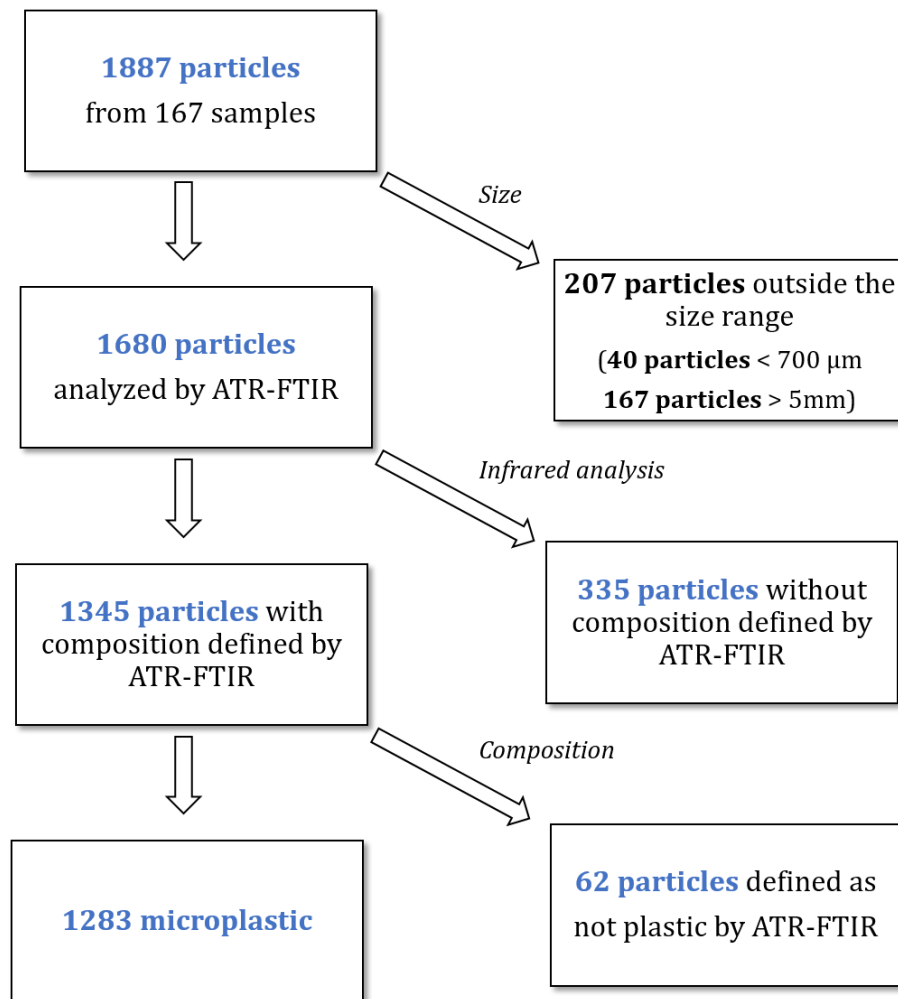 1887 particles
from 167 samples
Size
207 particles outside the
size range
(40 particles < 700 µm
167 particles > 5mm)
1680 particles
analyzed by ATR-FTIR
Infrared analysis
335 particles without
composition defined by
ATR-FTIR
1345 particles with
composition defined by
ATR-FTIR
Composition
62 particles defined as
not plastic by ATR-FTIR
1283 microplastic